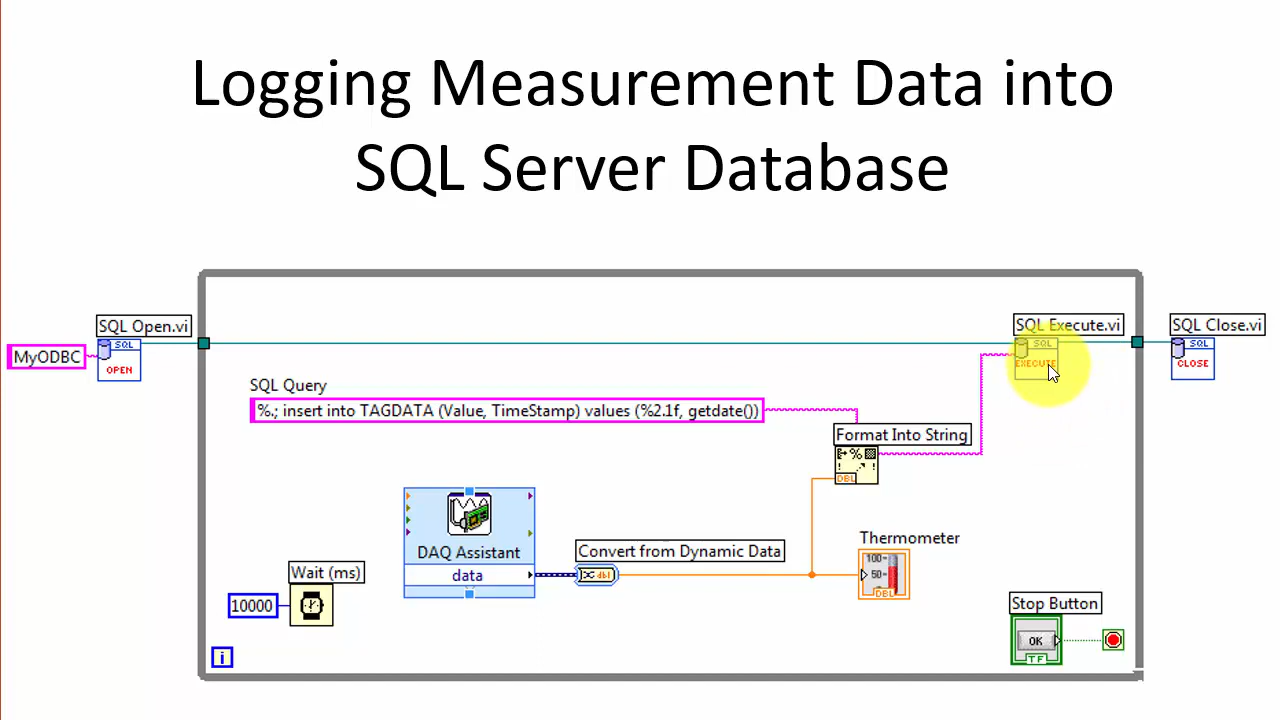 Logging Measurement Data into
SQL Server Database
SQL Open.vi
SQL Execute.vi
SQL Close.vi
MyODBC
SQL
OPEN
SQL
EXECUTE
SQL
CLOSE
SQL Query
%.; insert into TAGDATA (Value, TimeStamp) values (%2.1f, getdate())
Format Into String
%
DBL
DAQ Assistant
data
Convert from Dynamic Data
dbl
Thermometer
100
50
DBL
Wait (ms)
10000
Stop Button
OK
TF
i